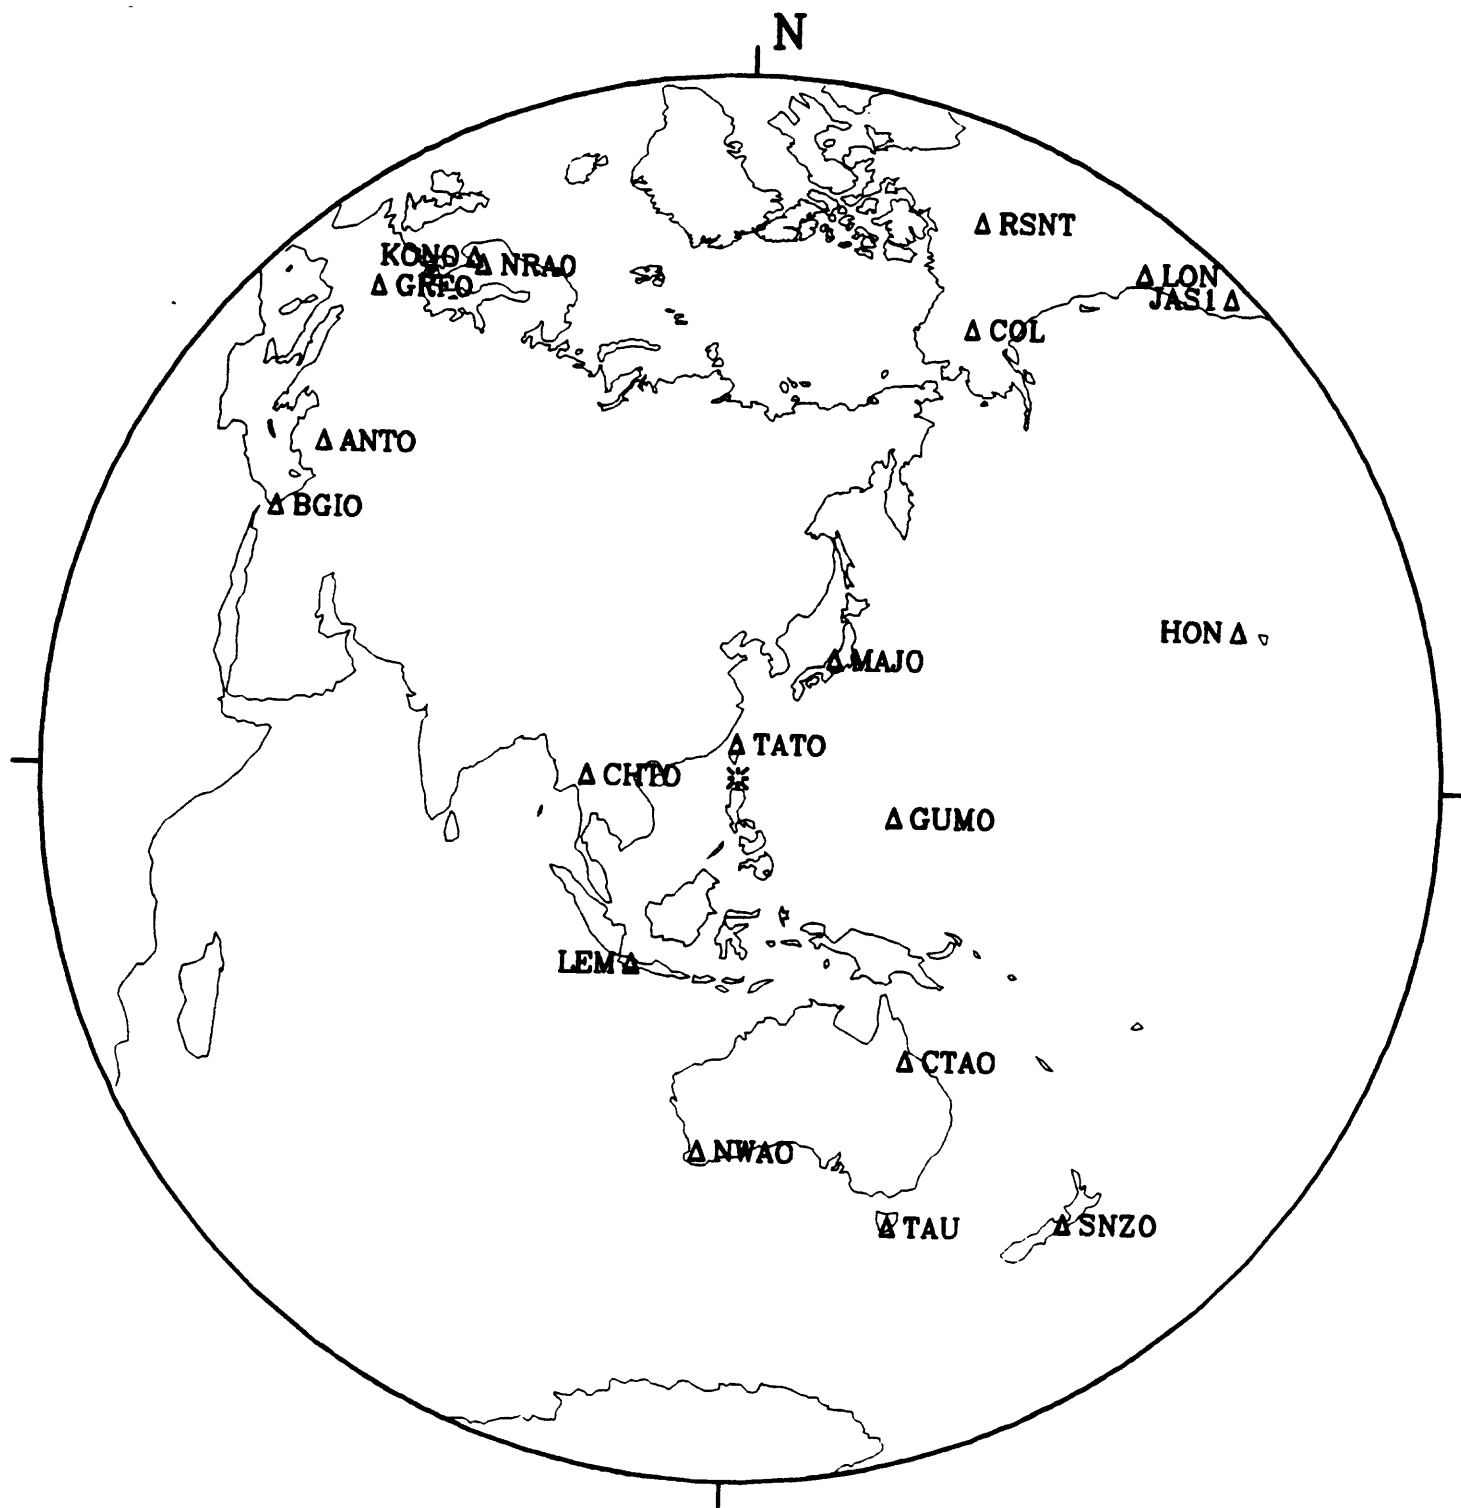 N
RSNT
KONO
NRAO
GRFO
LON
JAS1
COL
ANTO
BGIO
HON
MAJO
TATO
CHTO
GUMO
LEM
CTAO
NWAO
TAU
SNZO